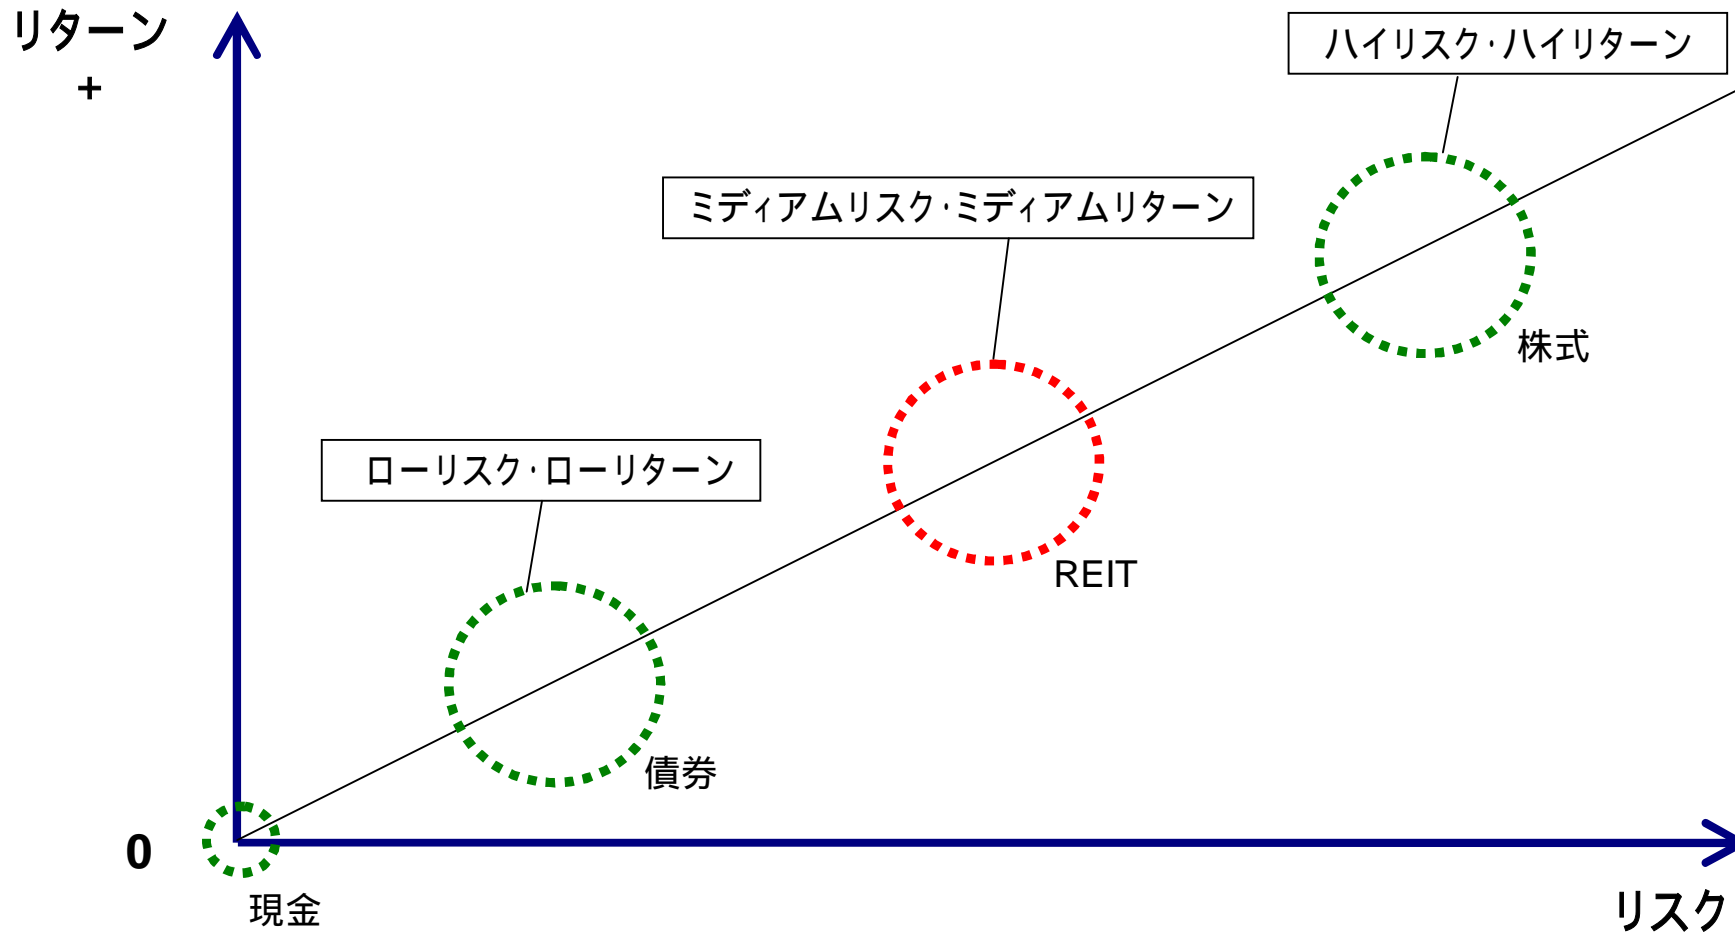 リターン
+
ハイリスク・ハイリターン
ミディアムリスク・ミディアムリターン
株式
ローリスク・ローリターン
REIT
債券
0
現金
リスク